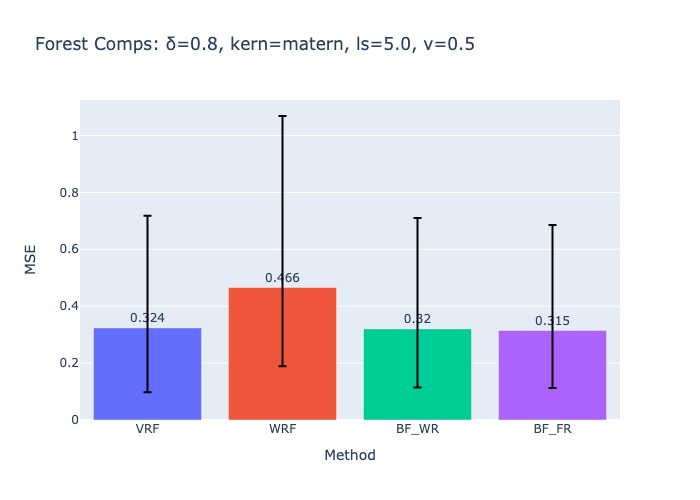 Forest Comps: δ=0.8, kern=matern, ls=5.0, v=0.5
MSE
1
0.8
0.6
0.4
0.2
0
0.324
0.466
0.32
0.315
VRF
WRF
BF_WR
BF_FR
Method